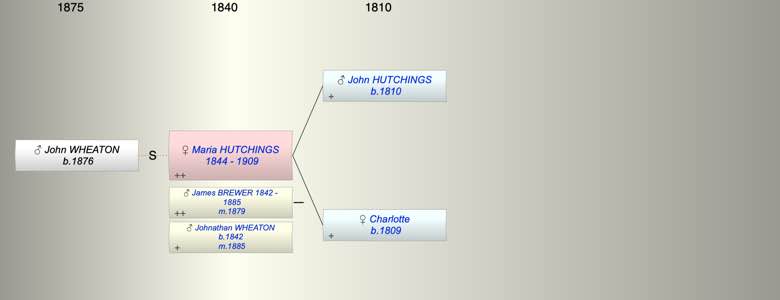 1875 1840 1810
♂ John HUTCHINGS
b.1810
+
♂ John WHEATON
b.1876
S
♀ Maria HUTCHINGS
1844 - 1909
++
♂ James BREWER 1842 -
1885
m.1879
++
♂ Johnathan WHEATON
b.1842
m.1885
+
♀ Charlotte
b.1809
+